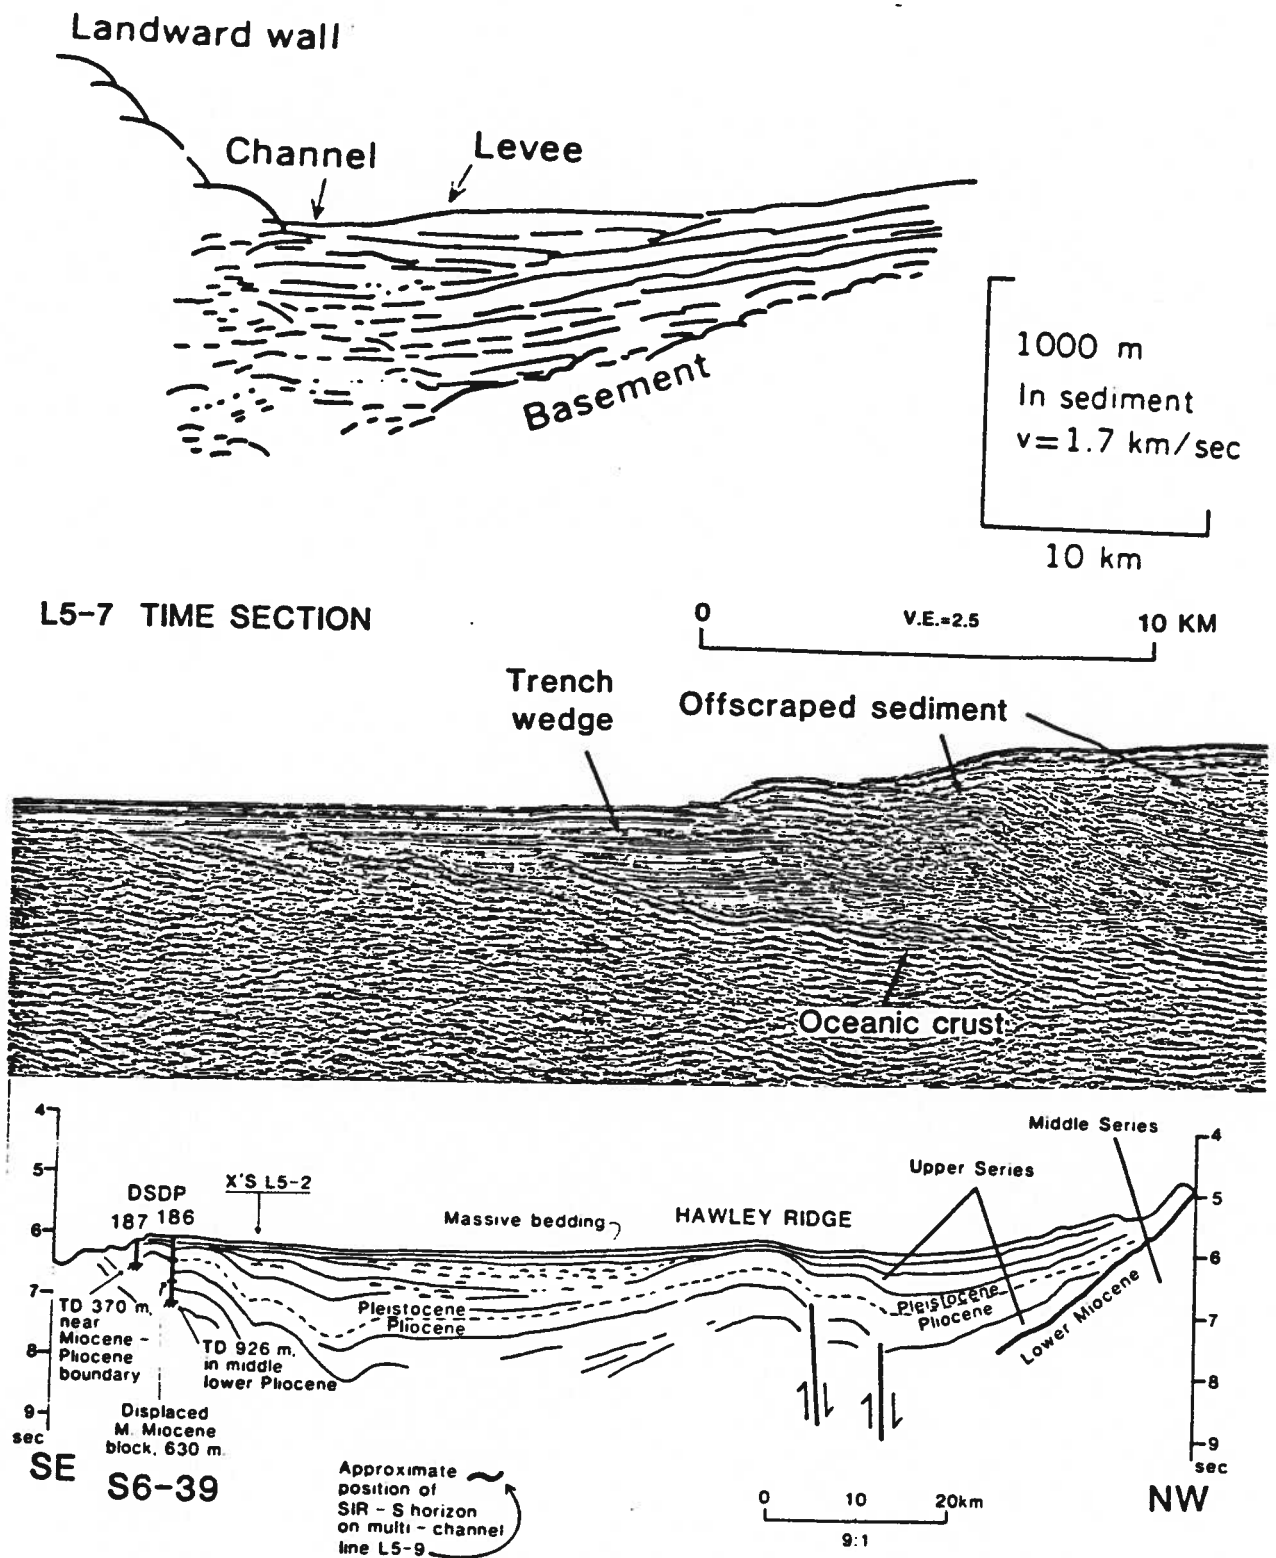 Landward wall
Channel
Levee
Basement
1000 m
In sediment
v=1.7 km/sec
10 km
L5-7 TIME SECTION
0
V.E.=2.5
10 KM
Trench
wedge
Offscraped sediment
Oceanic crust
4
5
6
7
8
9
sec
DSDP
187 186
X'S L5-2
Massive bedding
HAWLEY RIDGE
Upper Series
Middle Series
4
5
6
7
8
9
sec
Pleistocene
Pliocene
Pleistocene
Pliocene
Lower Miocene
TD 370 m,
near
Miocene -
Pliocene
boundary
TD 926 m,
in middle
lower Pliocene
Displaced
M. Miocene
block, 630 m.
SE
S6-39
Approximate
position of
SIR - S horizon
on multi - channel
line L5-9
0 10 20km
9:1
NW